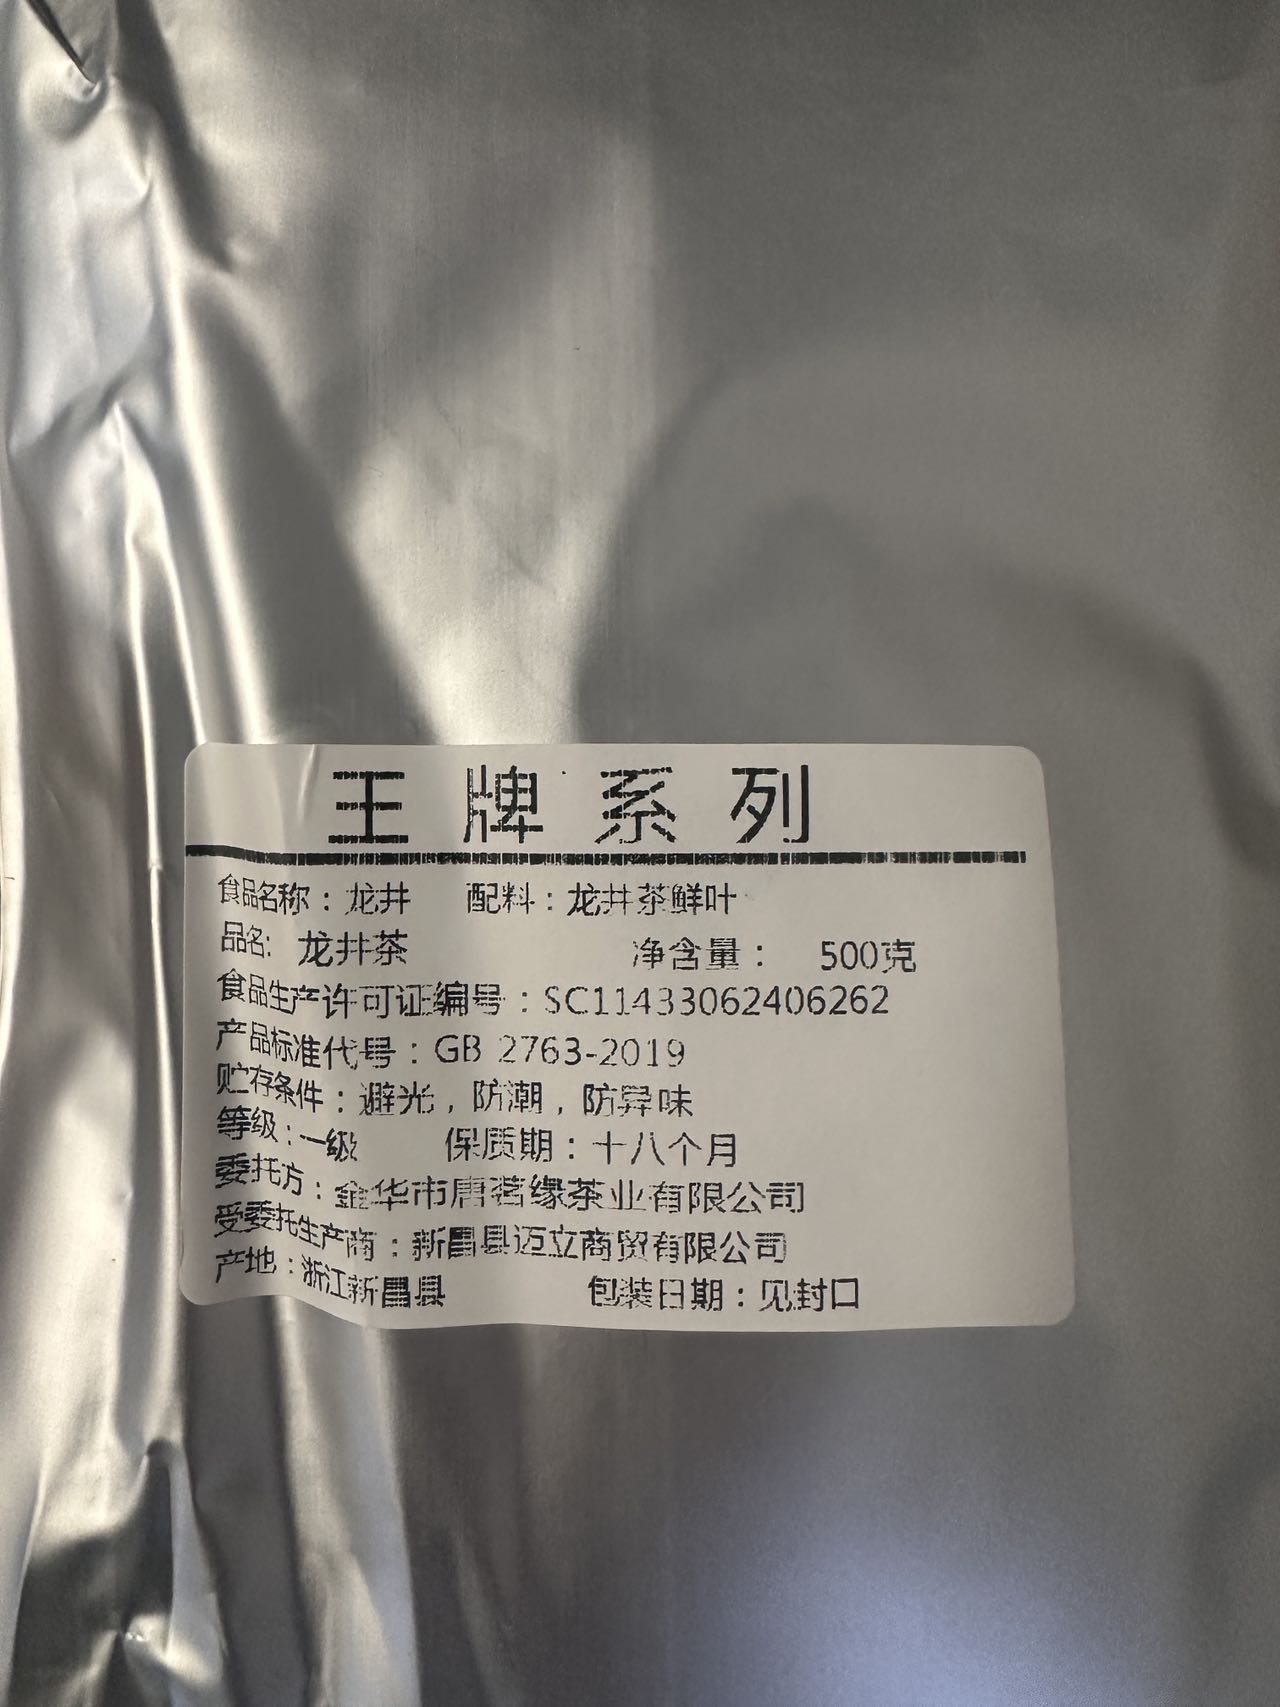 王牌系列
食品名称：龙井 配料：龙井茶鲜叶
品名: 龙井茶 净含量： 500克
食品生产许可证编号：SC11433062406262
产品标准代号：GB 2763-2019
贮存条件：避光，防潮，防异味
等级：一级 保质期：十八个月
委托方：金华市唐茗缘茶业有限公司
受委托生产商：新昌县迈立商贸有限公司
产地：浙江新昌县 包装日期：见封口